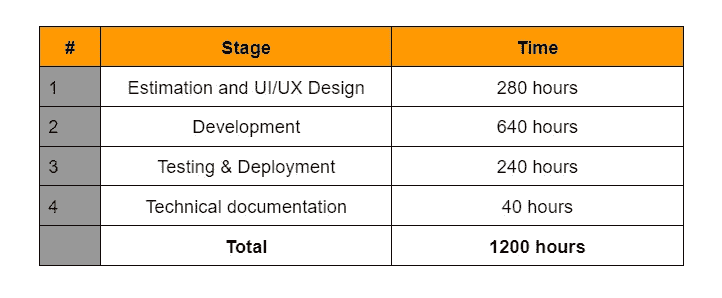 # Stage Time
1 Estimation and UI/UX Design 280 hours
2 Development 640 hours
3 Testing & Deployment 240 hours
4 Technical documentation 40 hours
Total 1200 hours